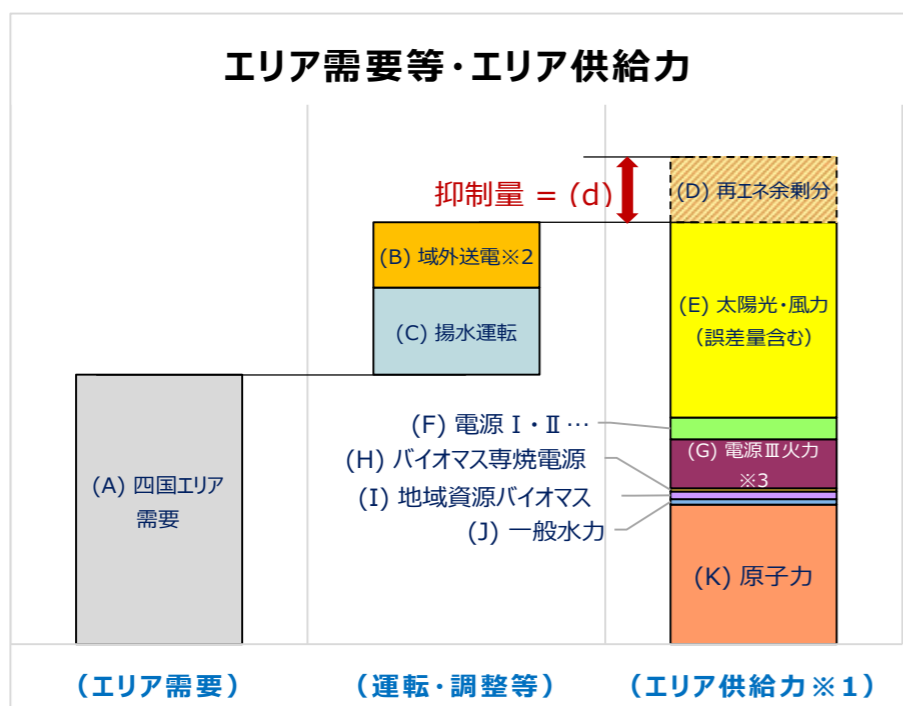 エリア需要等・エリア供給力
抑制量 = (d)
(D) 再エネ余剰分
(B) 域外送電※2
(C) 揚水運転
(E) 太陽光・風力
(誤差量含む)
(F) 電源Ⅰ・Ⅱ…
(G) 電源Ⅲ火力
※3
(H) バイオマス専焼電源
(I) 地域資源バイオマス
(J) 一般水力
(A) 四国エリア
需要
(K) 原子力
(エリア需要)
(運転・調整等)
(エリア供給力※1)